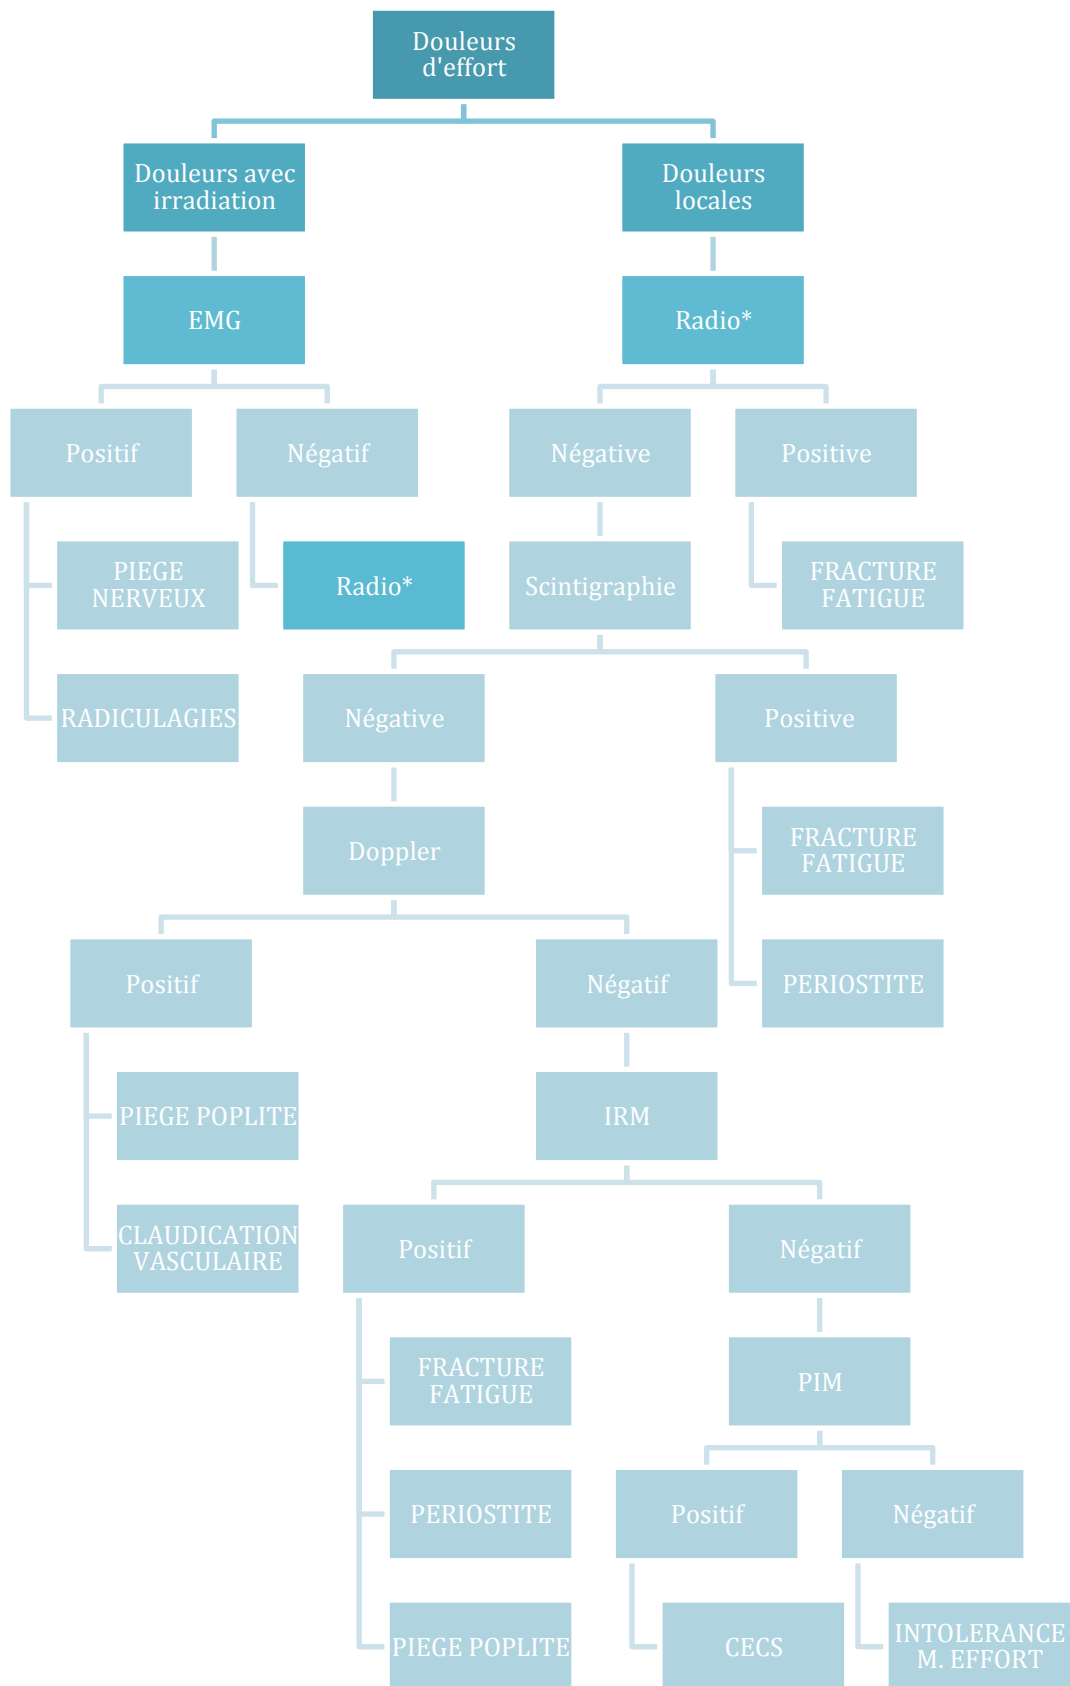 Douleurs
d'effort
Douleurs avec
irradiation
Douleurs
locales
EMG
Radio*
Positif
Négatif
Négative
Positive
PIEGE
NERVEUX
Radio*
Scintigraphie
FRACTURE
FATIGUE
RADICULAGIES
Négative
Positive
Doppler
FRACTURE
FATIGUE
Positif
Négatif
PERIOSTITE
PIEGE POPLITE
IRM
CLAUDICATION
VASCULAIRE
Positif
Négatif
FRACTURE
FATIGUE
PIM
PERIOSTITE
Positif
Négatif
PIEGE POPLITE
CECS
INTOLERANCE
M. EFFORT